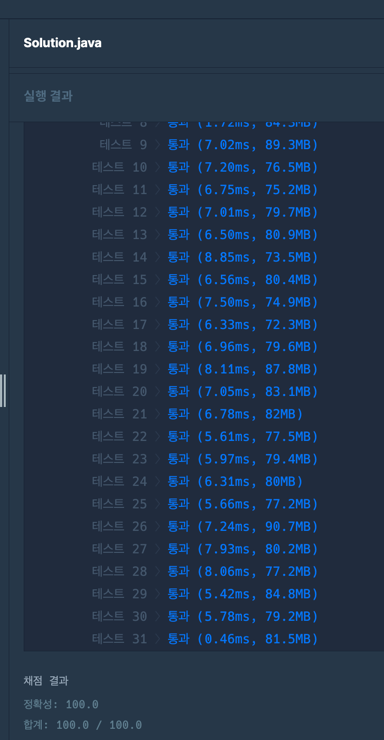 Solution.java
실행 결과
테스트 8 〉 통과 (1.72ms, 84.3MB)
테스트 9 〉 통과 (7.02ms, 89.3MB)
테스트 10 〉 통과 (7.20ms, 76.5MB)
테스트 11 〉 통과 (6.75ms, 75.2MB)
테스트 12 〉 통과 (7.01ms, 79.7MB)
테스트 13 〉 통과 (6.50ms, 80.9MB)
테스트 14 〉 통과 (8.85ms, 73.5MB)
테스트 15 〉 통과 (6.56ms, 80.4MB)
테스트 16 〉 통과 (7.50ms, 74.9MB)
테스트 17 〉 통과 (6.33ms, 72.3MB)
테스트 18 〉 통과 (6.96ms, 79.6MB)
테스트 19 〉 통과 (8.11ms, 87.8MB)
테스트 20 〉 통과 (7.05ms, 83.1MB)
테스트 21 〉 통과 (6.78ms, 82MB)
테스트 22 〉 통과 (5.61ms, 77.5MB)
테스트 23 〉 통과 (5.97ms, 79.4MB)
테스트 24 〉 통과 (6.31ms, 80MB)
테스트 25 〉 통과 (5.66ms, 77.2MB)
테스트 26 〉 통과 (7.24ms, 90.7MB)
테스트 27 〉 통과 (7.93ms, 80.2MB)
테스트 28 〉 통과 (8.06ms, 77.2MB)
테스트 29 〉 통과 (5.42ms, 84.8MB)
테스트 30 〉 통과 (5.78ms, 79.2MB)
테스트 31 〉 통과 (0.46ms, 81.5MB)
채점 결과
정확성: 100.0
합계: 100.0 / 100.0